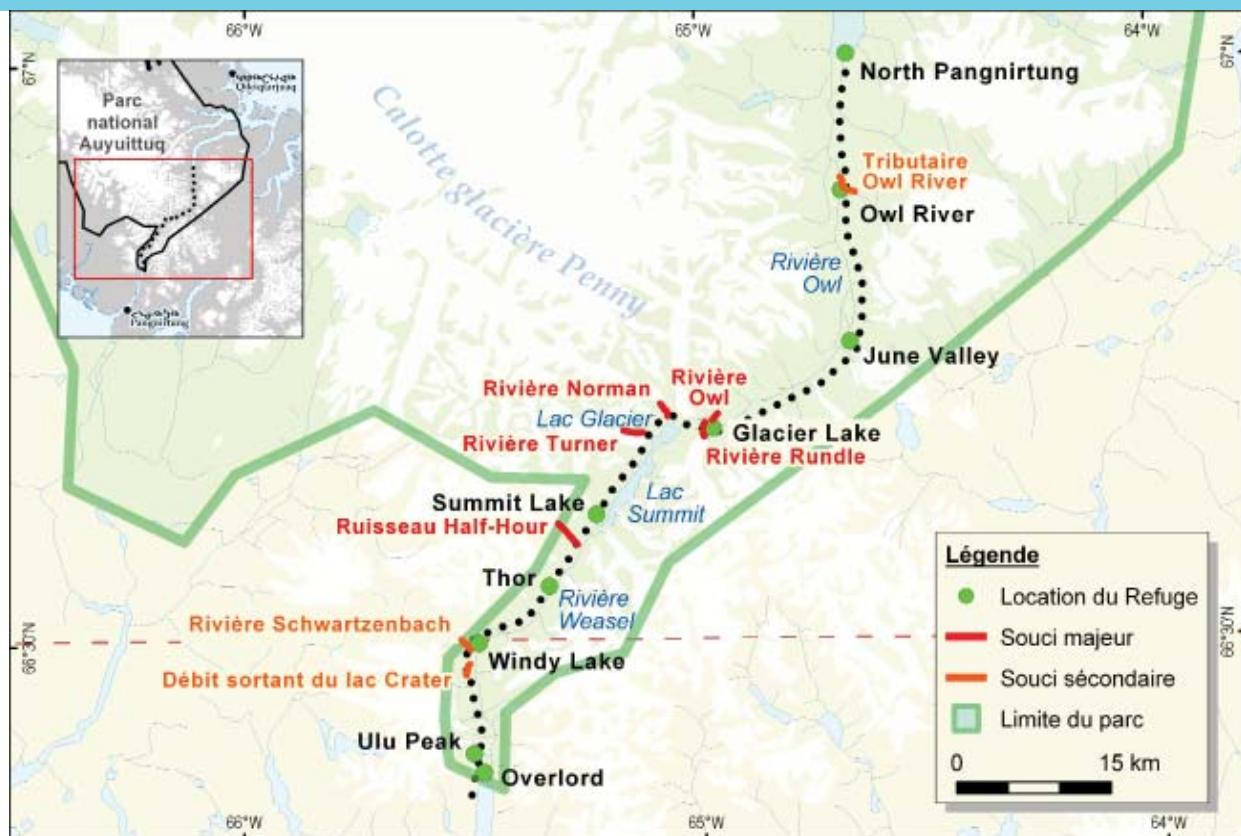 66°W
65°W
64°W
67°N
67°N
Parc
national
Auyuittuq
Qikiqtarjuaq
Pangnirtung
Calotte glacière Penny
North Pangnirtung
Tributaire
Owl River
Owl River
Rivière
Owl
June Valley
Rivière Norman
Rivière
Owl
Lac Glacier
Glacier Lake
Rivière Turner
Rivière Rundle
Summit Lake
Lac
Summit
Ruisseau Half-Hour
Thor
Rivière
Weasel
Rivière Schwartzenbach
66°30'N
66°30'N
Windy Lake
Débit sortant du lac Crater
Ulu Peak
Overlord
Légende
Location du Refuge
Souci majeur
Souci sécondaire
Limite du parc
0 15 km
66°W
65°W
64°W